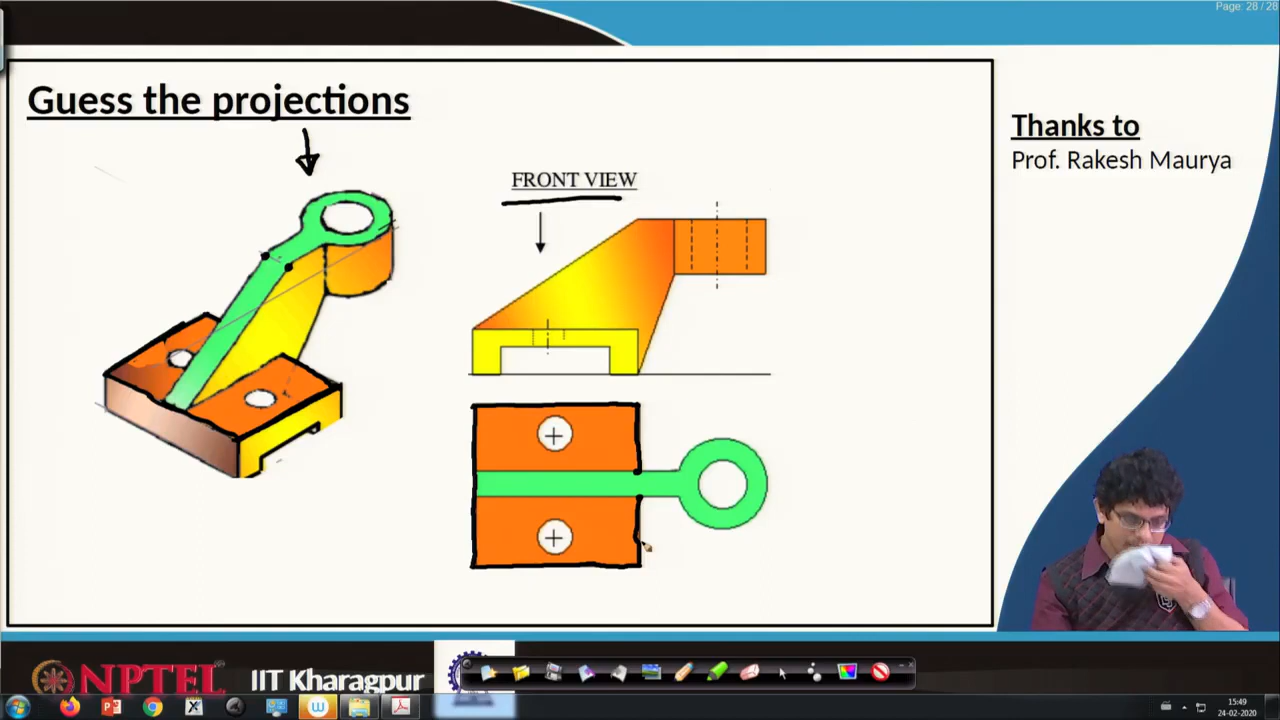 Page: 28 / 28
Guess the projections
Thanks to
Prof. Rakesh Maurya
FRONT VIEW
NPTEL
IIT Kharagpur
15:49
24-02-2020